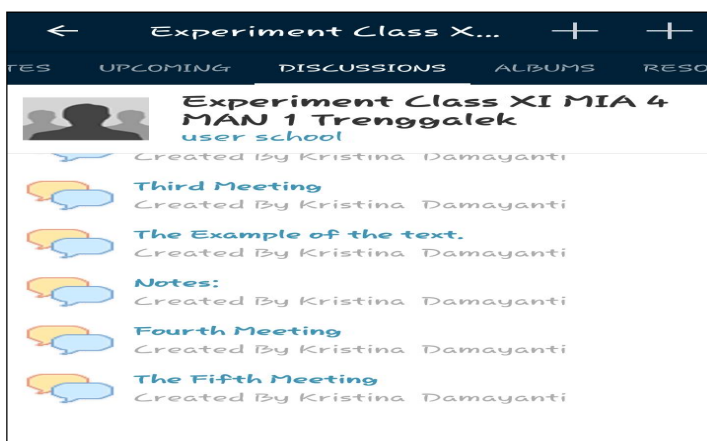 Experiment Class X...
TES UPCOMING DISCUSSIONS ALBUMS RESO
Experiment Class XI MIA 4
MAN 1 Trenggalek
user school
Created By Kristina Damayanti
Third Meeting
Created By Kristina Damayanti
The Example of the text.
Created By Kristina Damayanti
Notes:
Created By Kristina Damayanti
Fourth Meeting
Created By Kristina Damayanti
The Fifth Meeting
Created By Kristina Damayanti